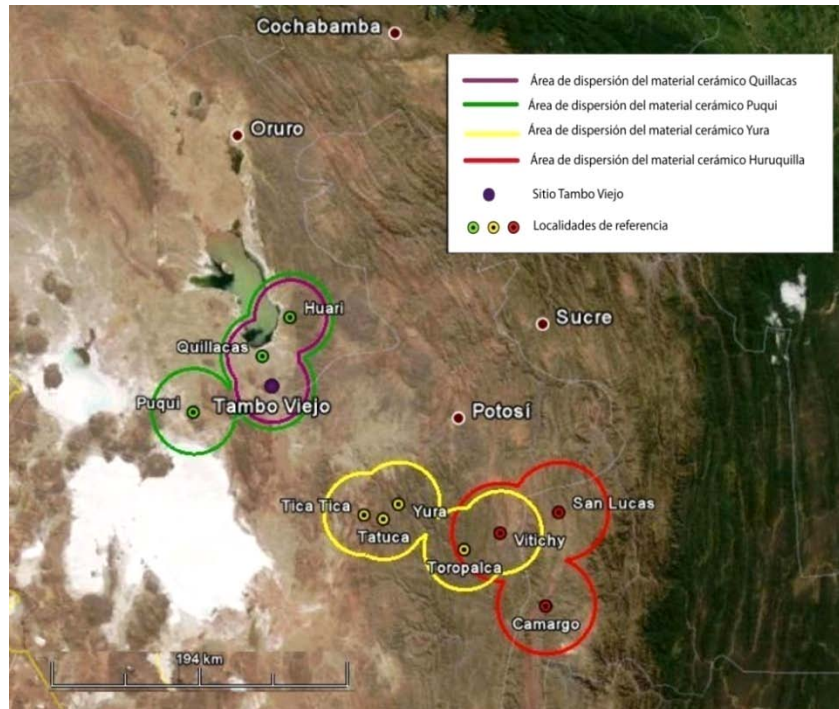 Cochabamba
Oruro
Área de dispersión del material cerámico Quillacas
Área de dispersión del material cerámico Puqui
Área de dispersión del material cerámico Yura
Área de dispersión del material cerámico Huruquilla
Sitio Tambo Viejo
Localidades de referencia
Huari
Sucre
Quillacas
Puqui
Tambo Viejo
Potosí
Tica Tica
Yura
San Lucas
Tatuca
Vitichy
Toropalca
Camargo
194 km